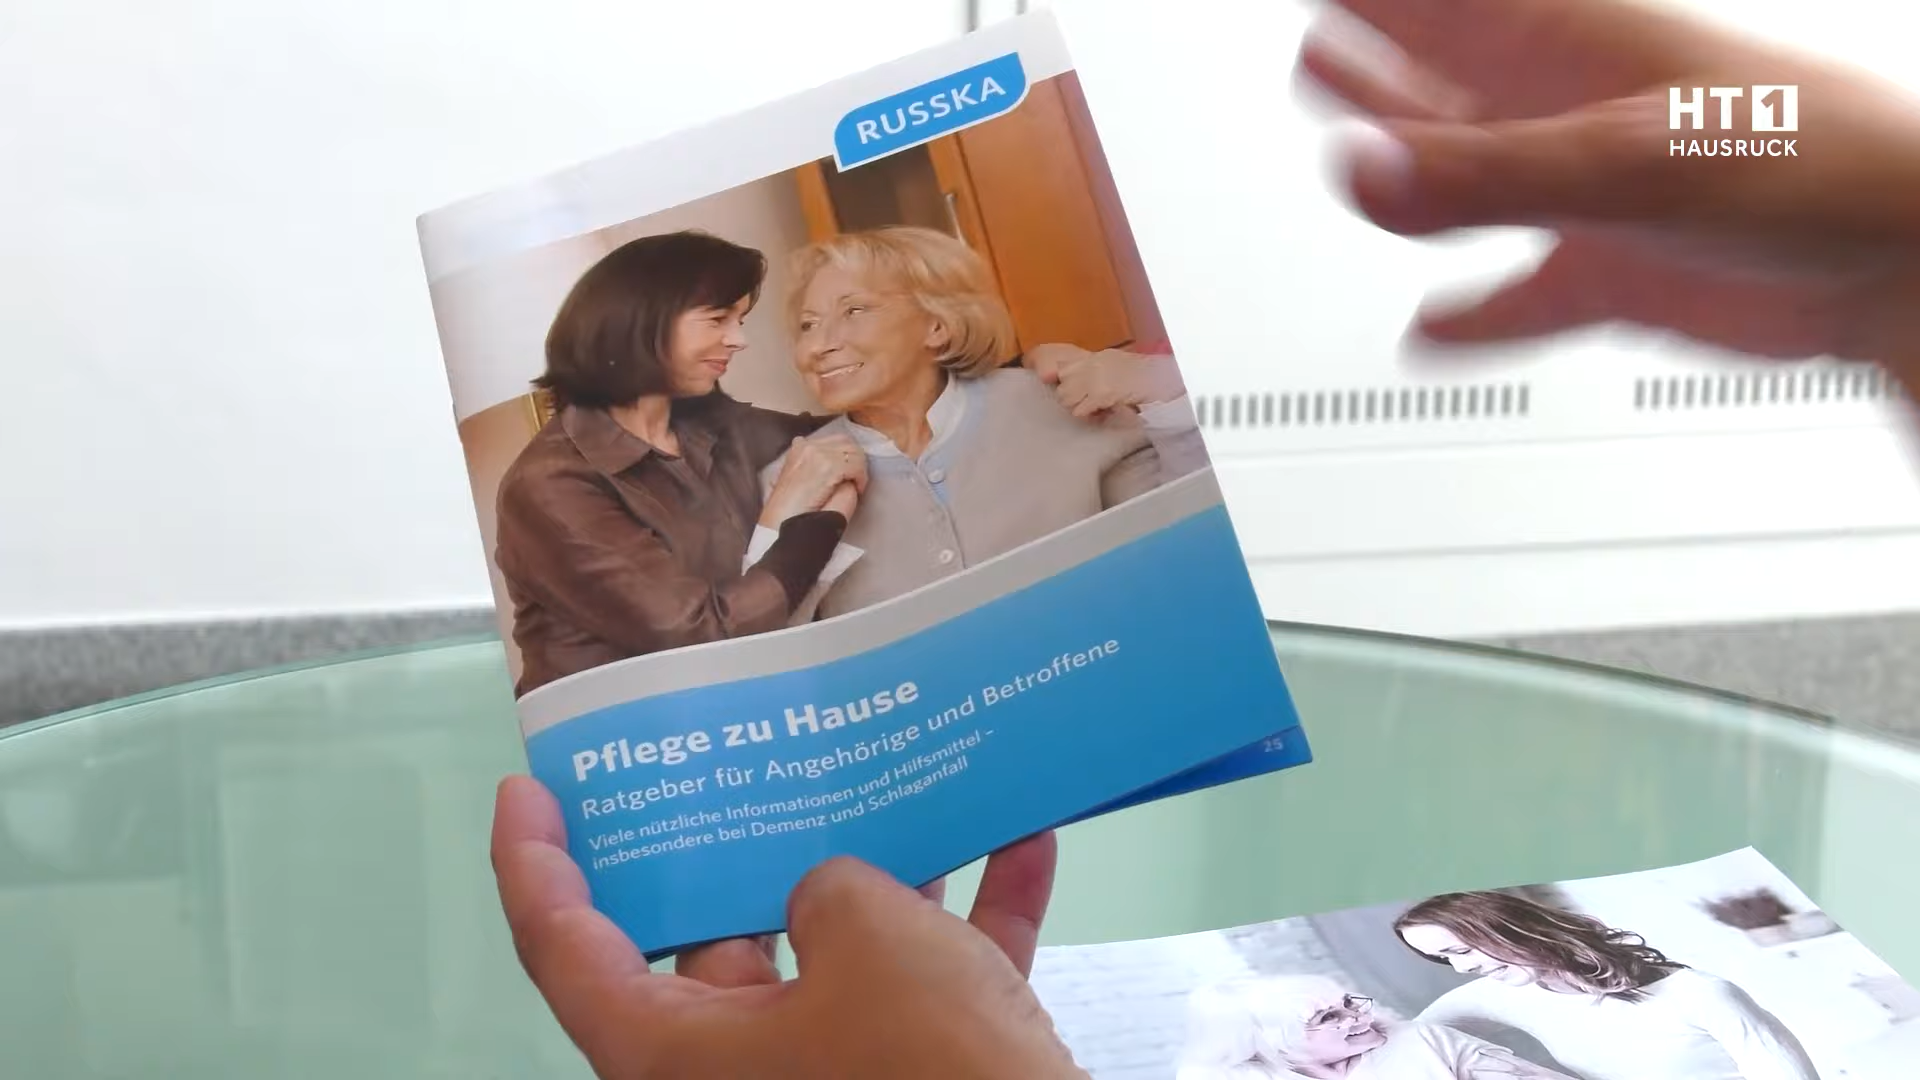 RUSSKA
HT1
HAUSRUCK
Pflege zu Hause
Ratgeber für Angehörige und Betroffene
Viele nützliche Informationen und Hilfsmittel –
insbesondere bei Demenz und Schlaganfall
25